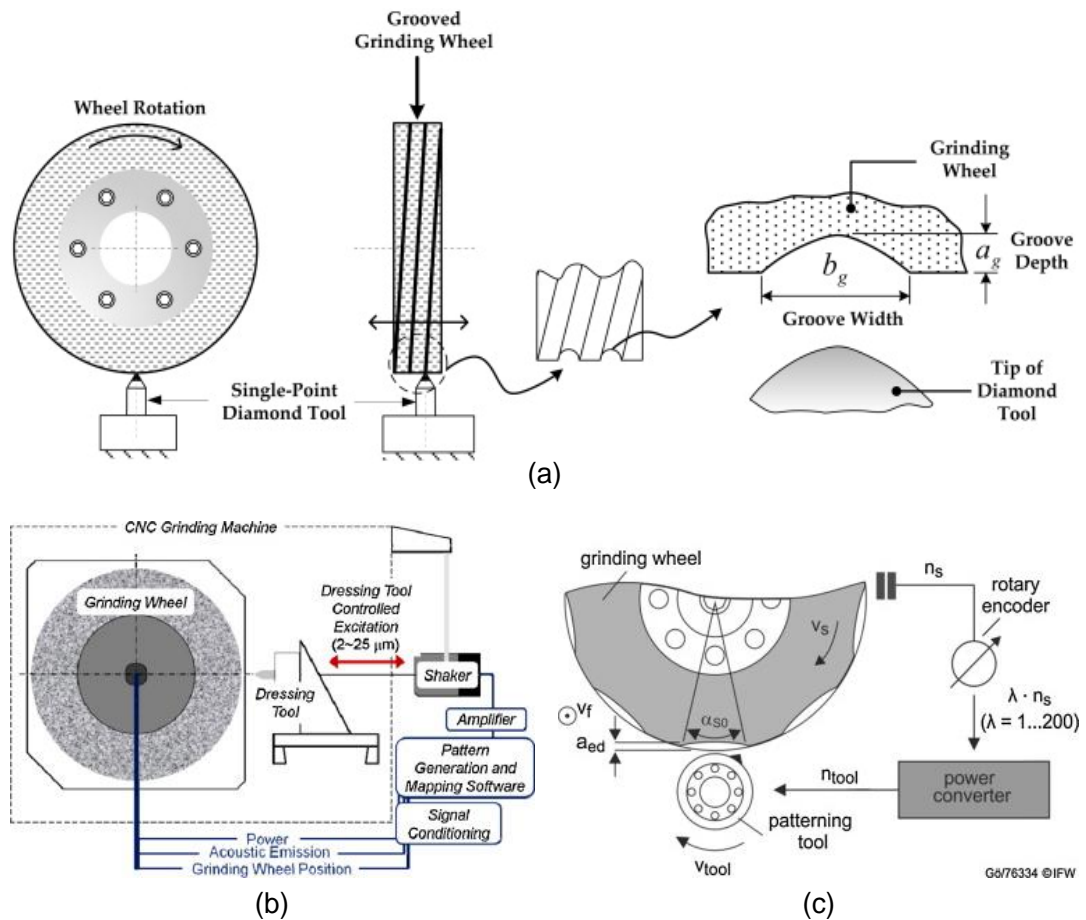 Grooved
Grinding Wheel
Wheel Rotation
Grinding
Wheel
a_g
Groove
Depth
b_g
Groove Width
Single-Point
Diamond Tool
Tip of
Diamond
Tool
(a)
CNC Grinding Machine
Grinding Wheel
Dressing Tool
Controlled
Excitation
(2~25 μm)
Dressing
Tool
Shaker
Amplifier
Pattern
Generation and
Mapping Software
Signal
Conditioning
Power
Acoustic Emission
Grinding Wheel Position
(b)
grinding wheel
n_s
rotary
encoder
v_s
λ · n_s
(λ = 1...200)
v_f
α_S0
a_ed
n_tool
power
converter
patterning
tool
v_tool
Gö/76334 ©IFW
(c)